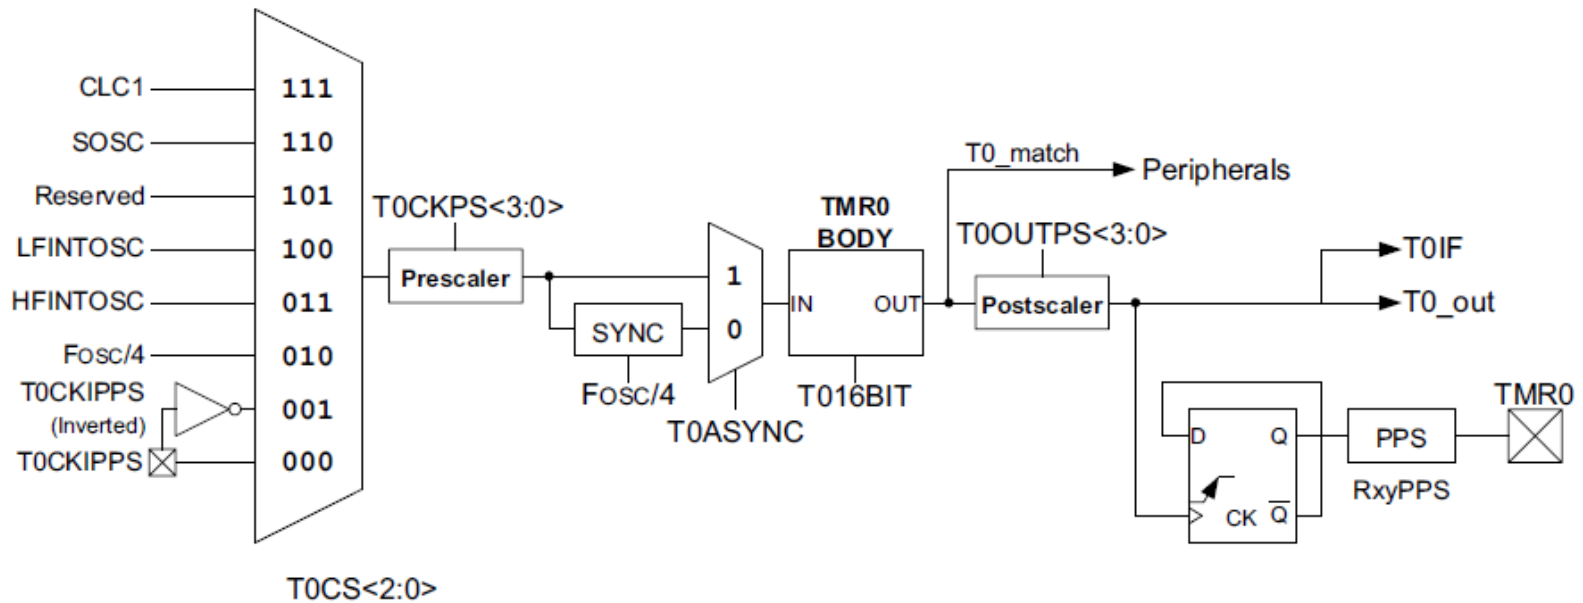 CLC1
111
SOSC
110
Reserved
101
LFINTOSC
100
HFINTOSC
011
FOSC/4
010
T0CKIPPS
(Inverted)
001
T0CKIPPS
000
T0CS<2:0>
T0CKPS<3:0>
Prescaler
SYNC
FOSC/4
1
0
T0ASYNC
TMR0
BODY
IN
OUT
T016BIT
T0_match
Peripherals
T0OUTPS<3:0>
Postscaler
T0IF
T0_out
D
Q
CK
Q̅
PPS
RxyPPS
TMR0